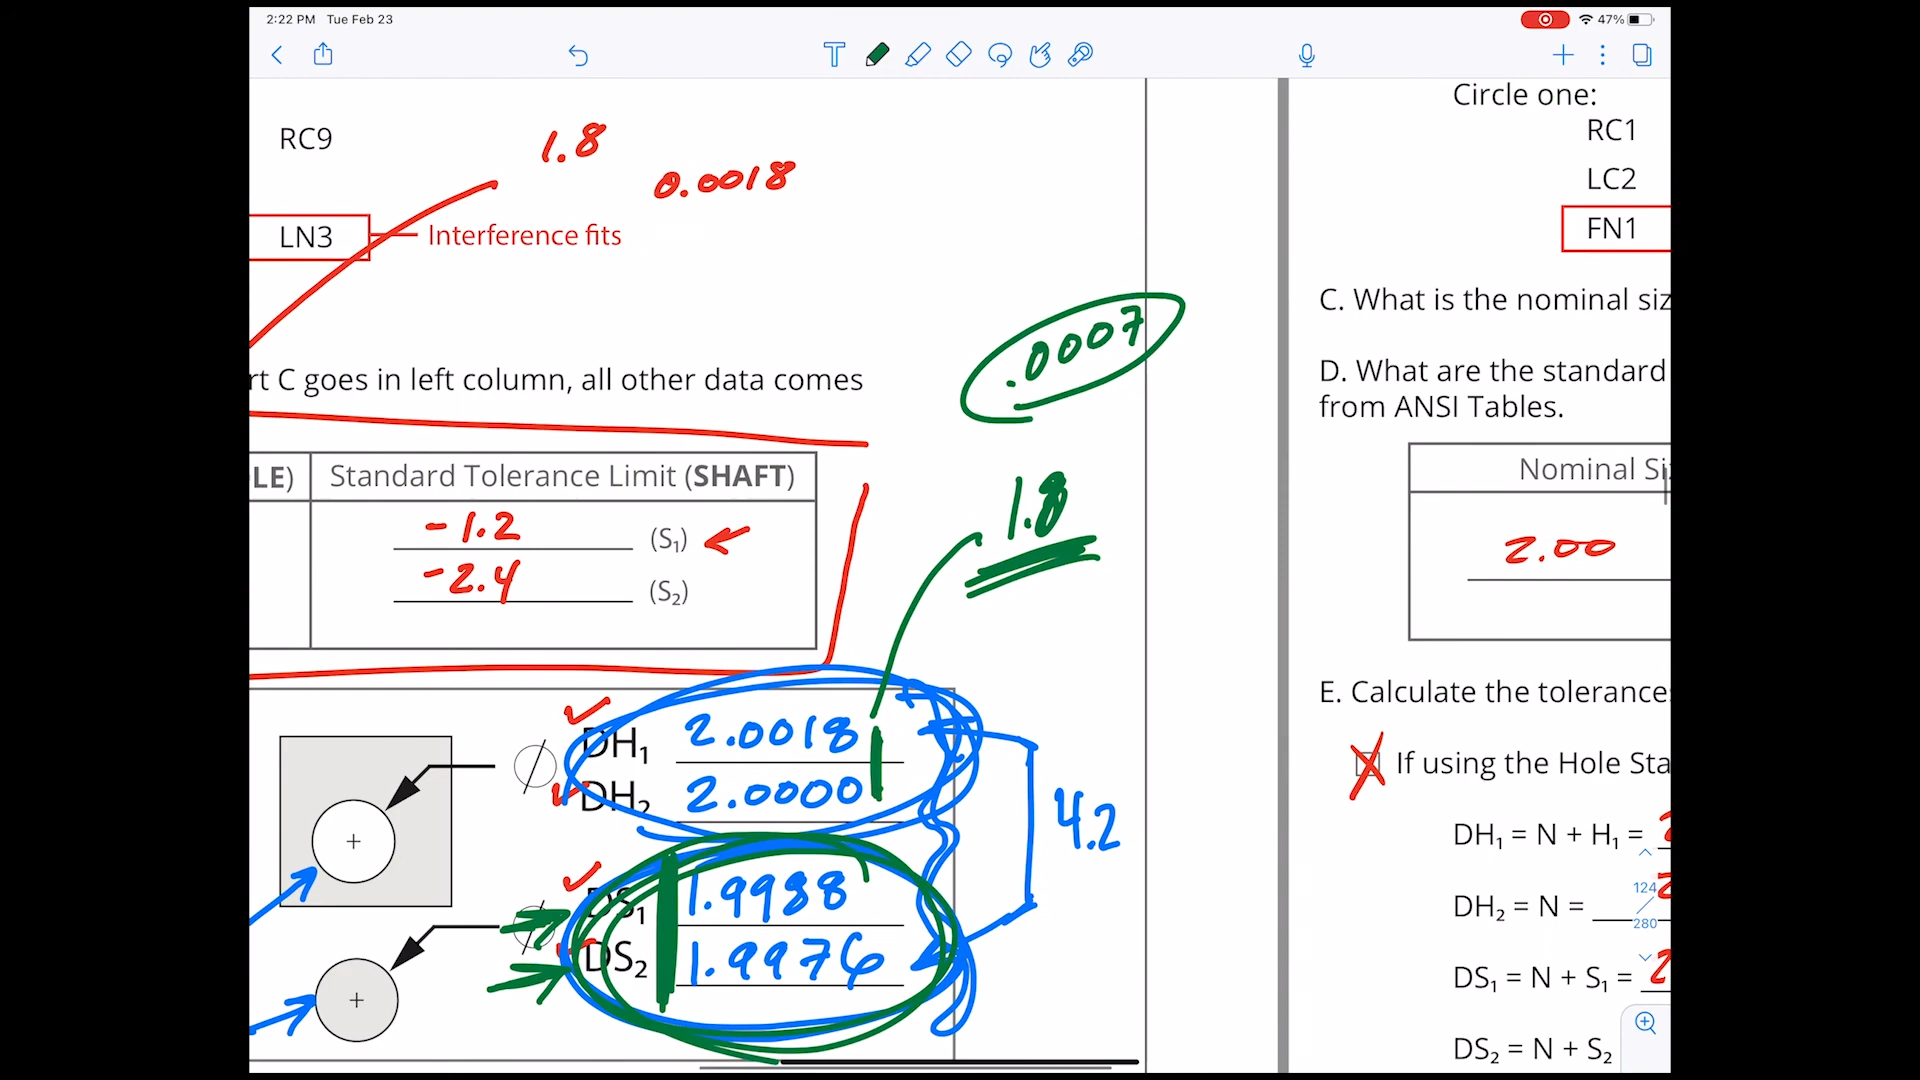 2:22 PM Tue Feb 23
47%
RC9
1.8
0.0018
LN3
Interference fits
.0007
rt C goes in left column, all other data comes
LE)
Standard Tolerance Limit (SHAFT)
-1.2 (S₁)
-2.4 (S₂)
1.8
DH₁ 2.0018
DH₂ 2.0000
DS₁ 1.9988
DS₂ 1.9976
4.2
Circle one:
RC1
LC2
FN1
C. What is the nominal siz
D. What are the standard
from ANSI Tables.
Nominal Si
2.00
E. Calculate the tolerance
X If using the Hole Sta
DH₁ = N + H₁ =
DH₂ = N =
DS₁ = N + S₁ = 2
DS₂ = N + S₂
124
280